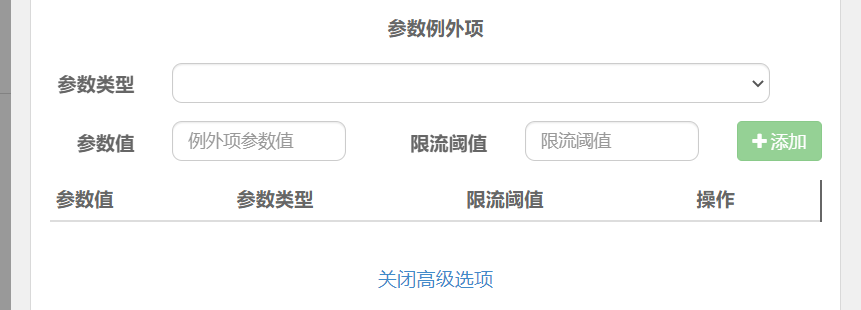 参数例外项
参数类型
参数值 例外项参数值 限流阈值 限流阈值 添加
参数值 参数类型 限流阈值 操作
关闭高级选项